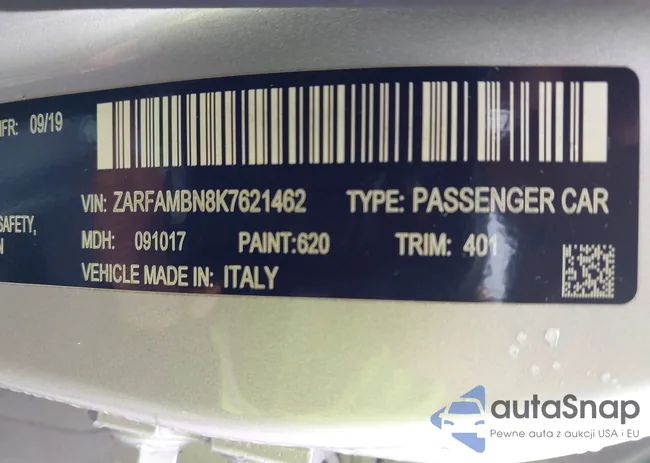 MFR: 09/19
VIN: ZARFAMBN8K7621462 TYPE: PASSENGER CAR
SAFETY,
MDH: 091017 PAINT:620 TRIM: 401
VEHICLE MADE IN: ITALY
autaSnap
Pewne auta z aukcji USA i EU